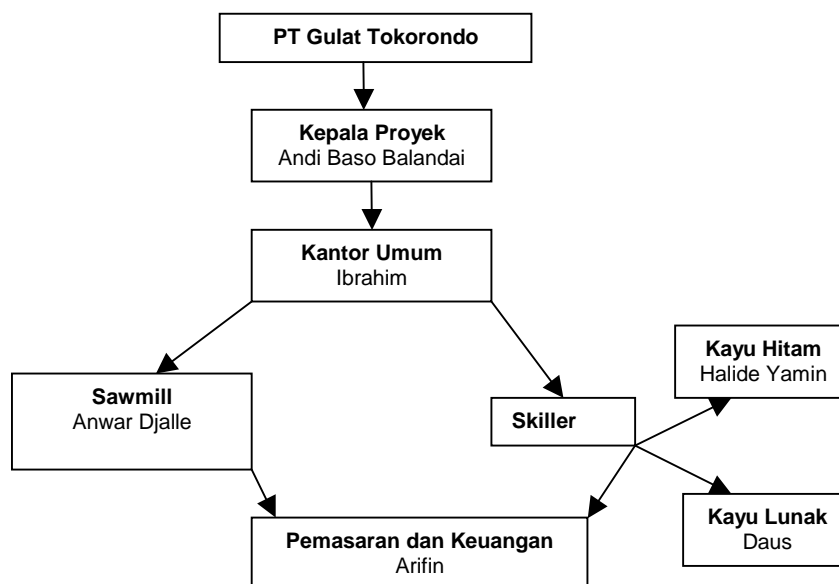 PT Gulat Tokorondo
Kepala Proyek
Andi Baso Balandai
Kantor Umum
Ibrahim
Kayu Hitam
Halide Yamin
Sawmill
Anwar Djalle
Skiller
Kayu Lunak
Daus
Pemasaran dan Keuangan
Arifin